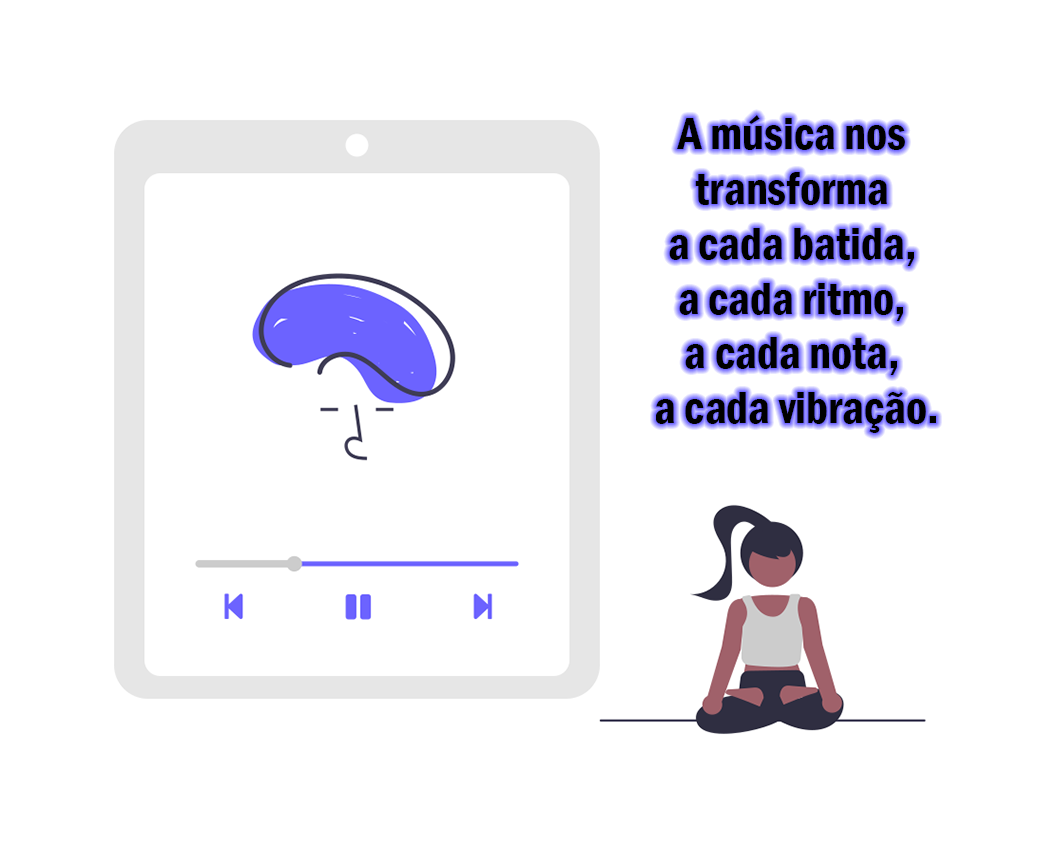 A música nos
transforma
a cada batida,
a cada ritmo,
a cada nota,
a cada vibração.